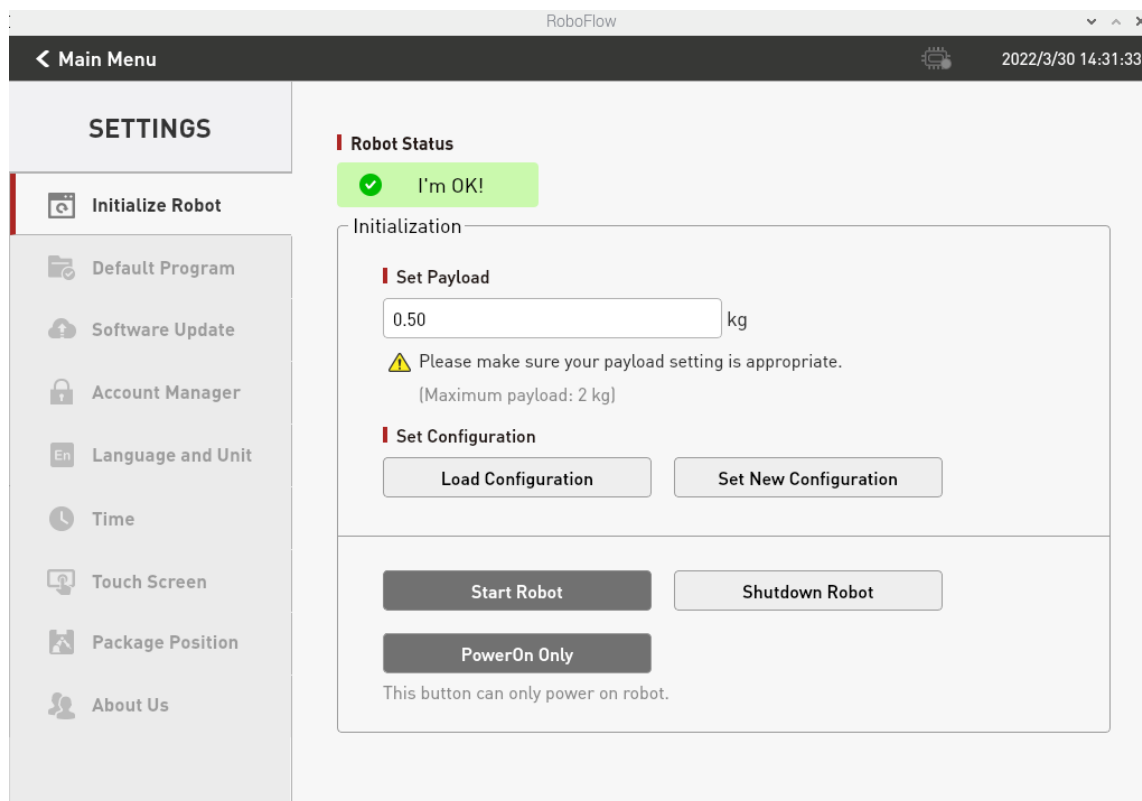 RoboFlow
Main Menu
2022/3/30 14:31:33
SETTINGS
Initialize Robot
Default Program
Software Update
Account Manager
En
Language and Unit
Time
Touch Screen
Package Position
About Us
Robot Status
I'm OK!
Initialization
Set Payload
0.50
kg
Please make sure your payload setting is appropriate.
(Maximum payload: 2 kg)
Set Configuration
Load Configuration
Set New Configuration
Start Robot
Shutdown Robot
PowerOn Only
This button can only power on robot.